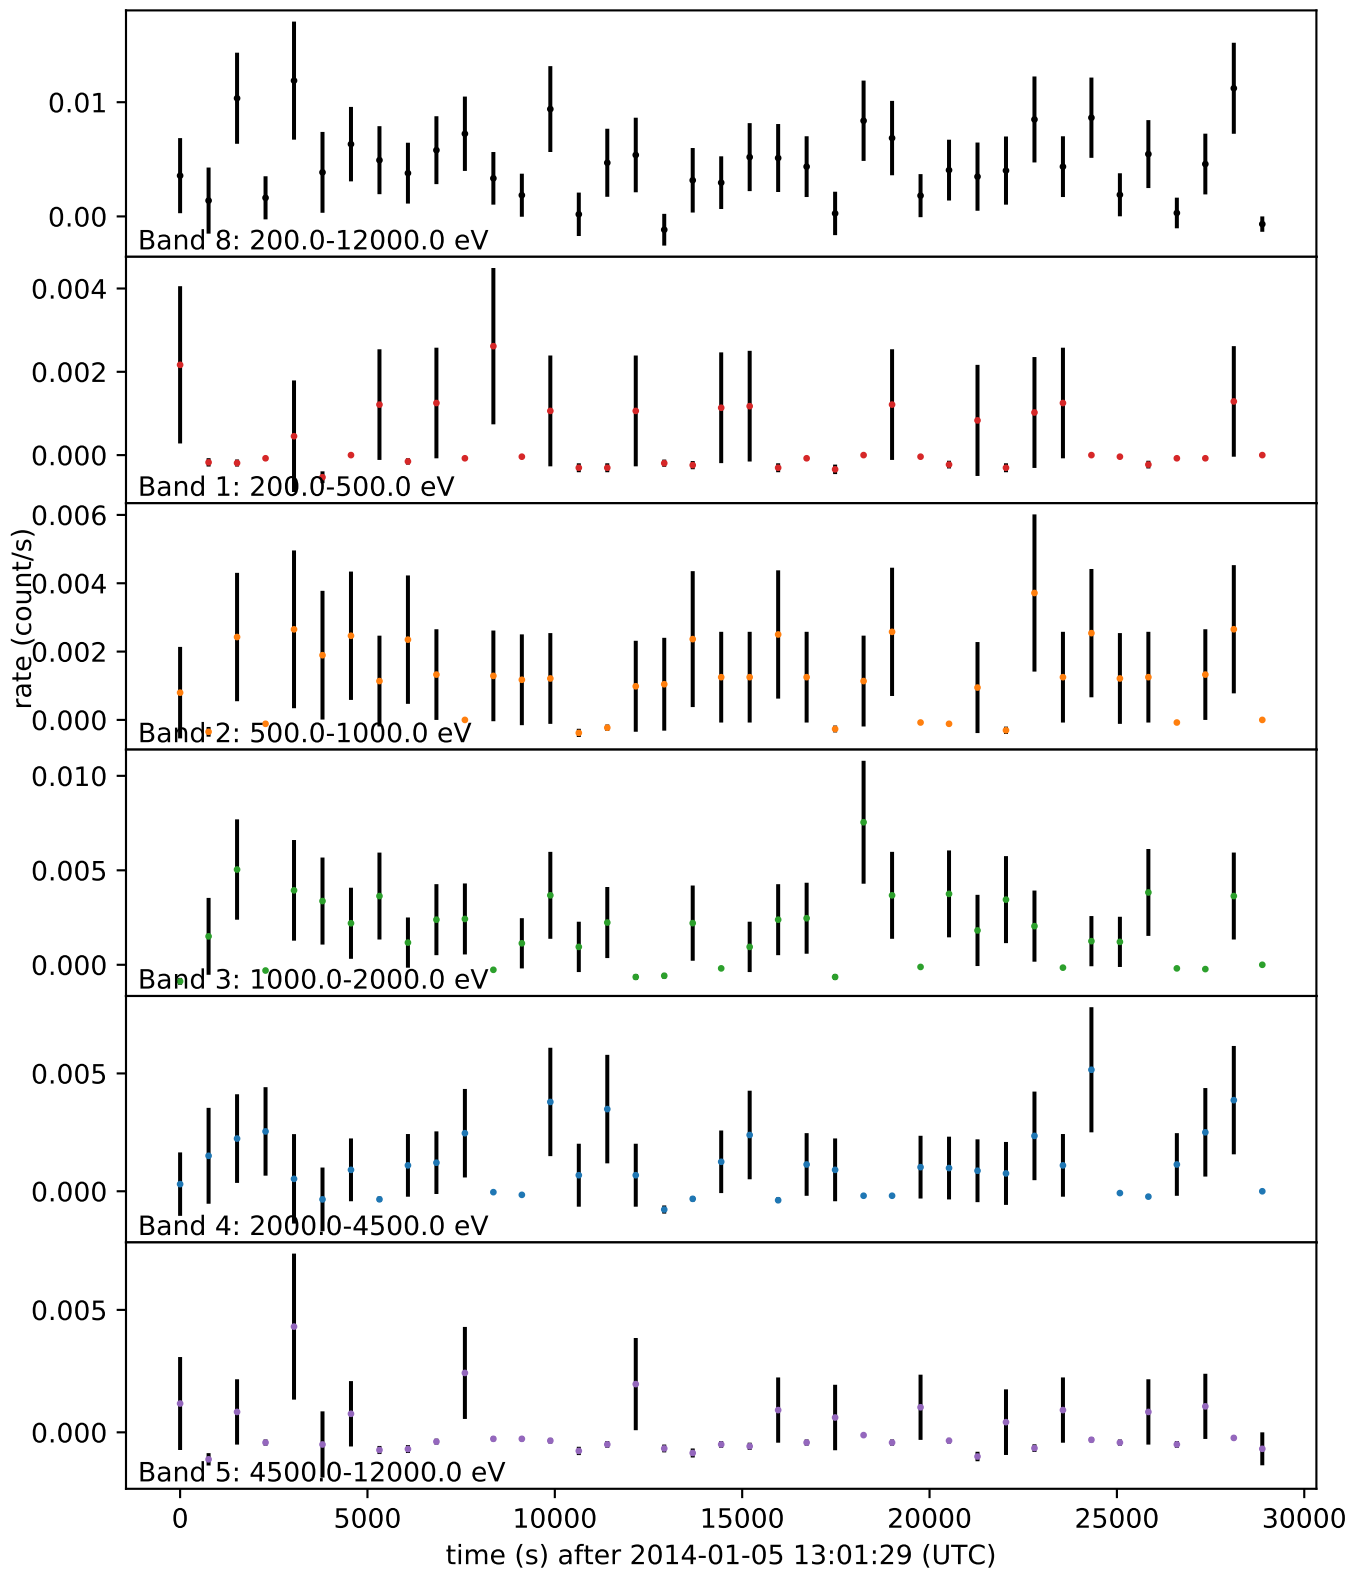 0.01
0.00
Band 8: 200.0-12000.0 eV
0.004
0.002
0.000
Band 1: 200.0-500.0 eV
0.006
0.004
0.002
0.000
Band 2: 500.0-1000.0 eV
rate (count/s)
0.010
0.005
0.000
Band 3: 1000.0-2000.0 eV
0.005
0.000
Band 4: 2000.0-4500.0 eV
0.005
0.000
Band 5: 4500.0-12000.0 eV
0 5000 10000 15000 20000 25000 30000
time (s) after 2014-01-05 13:01:29 (UTC)